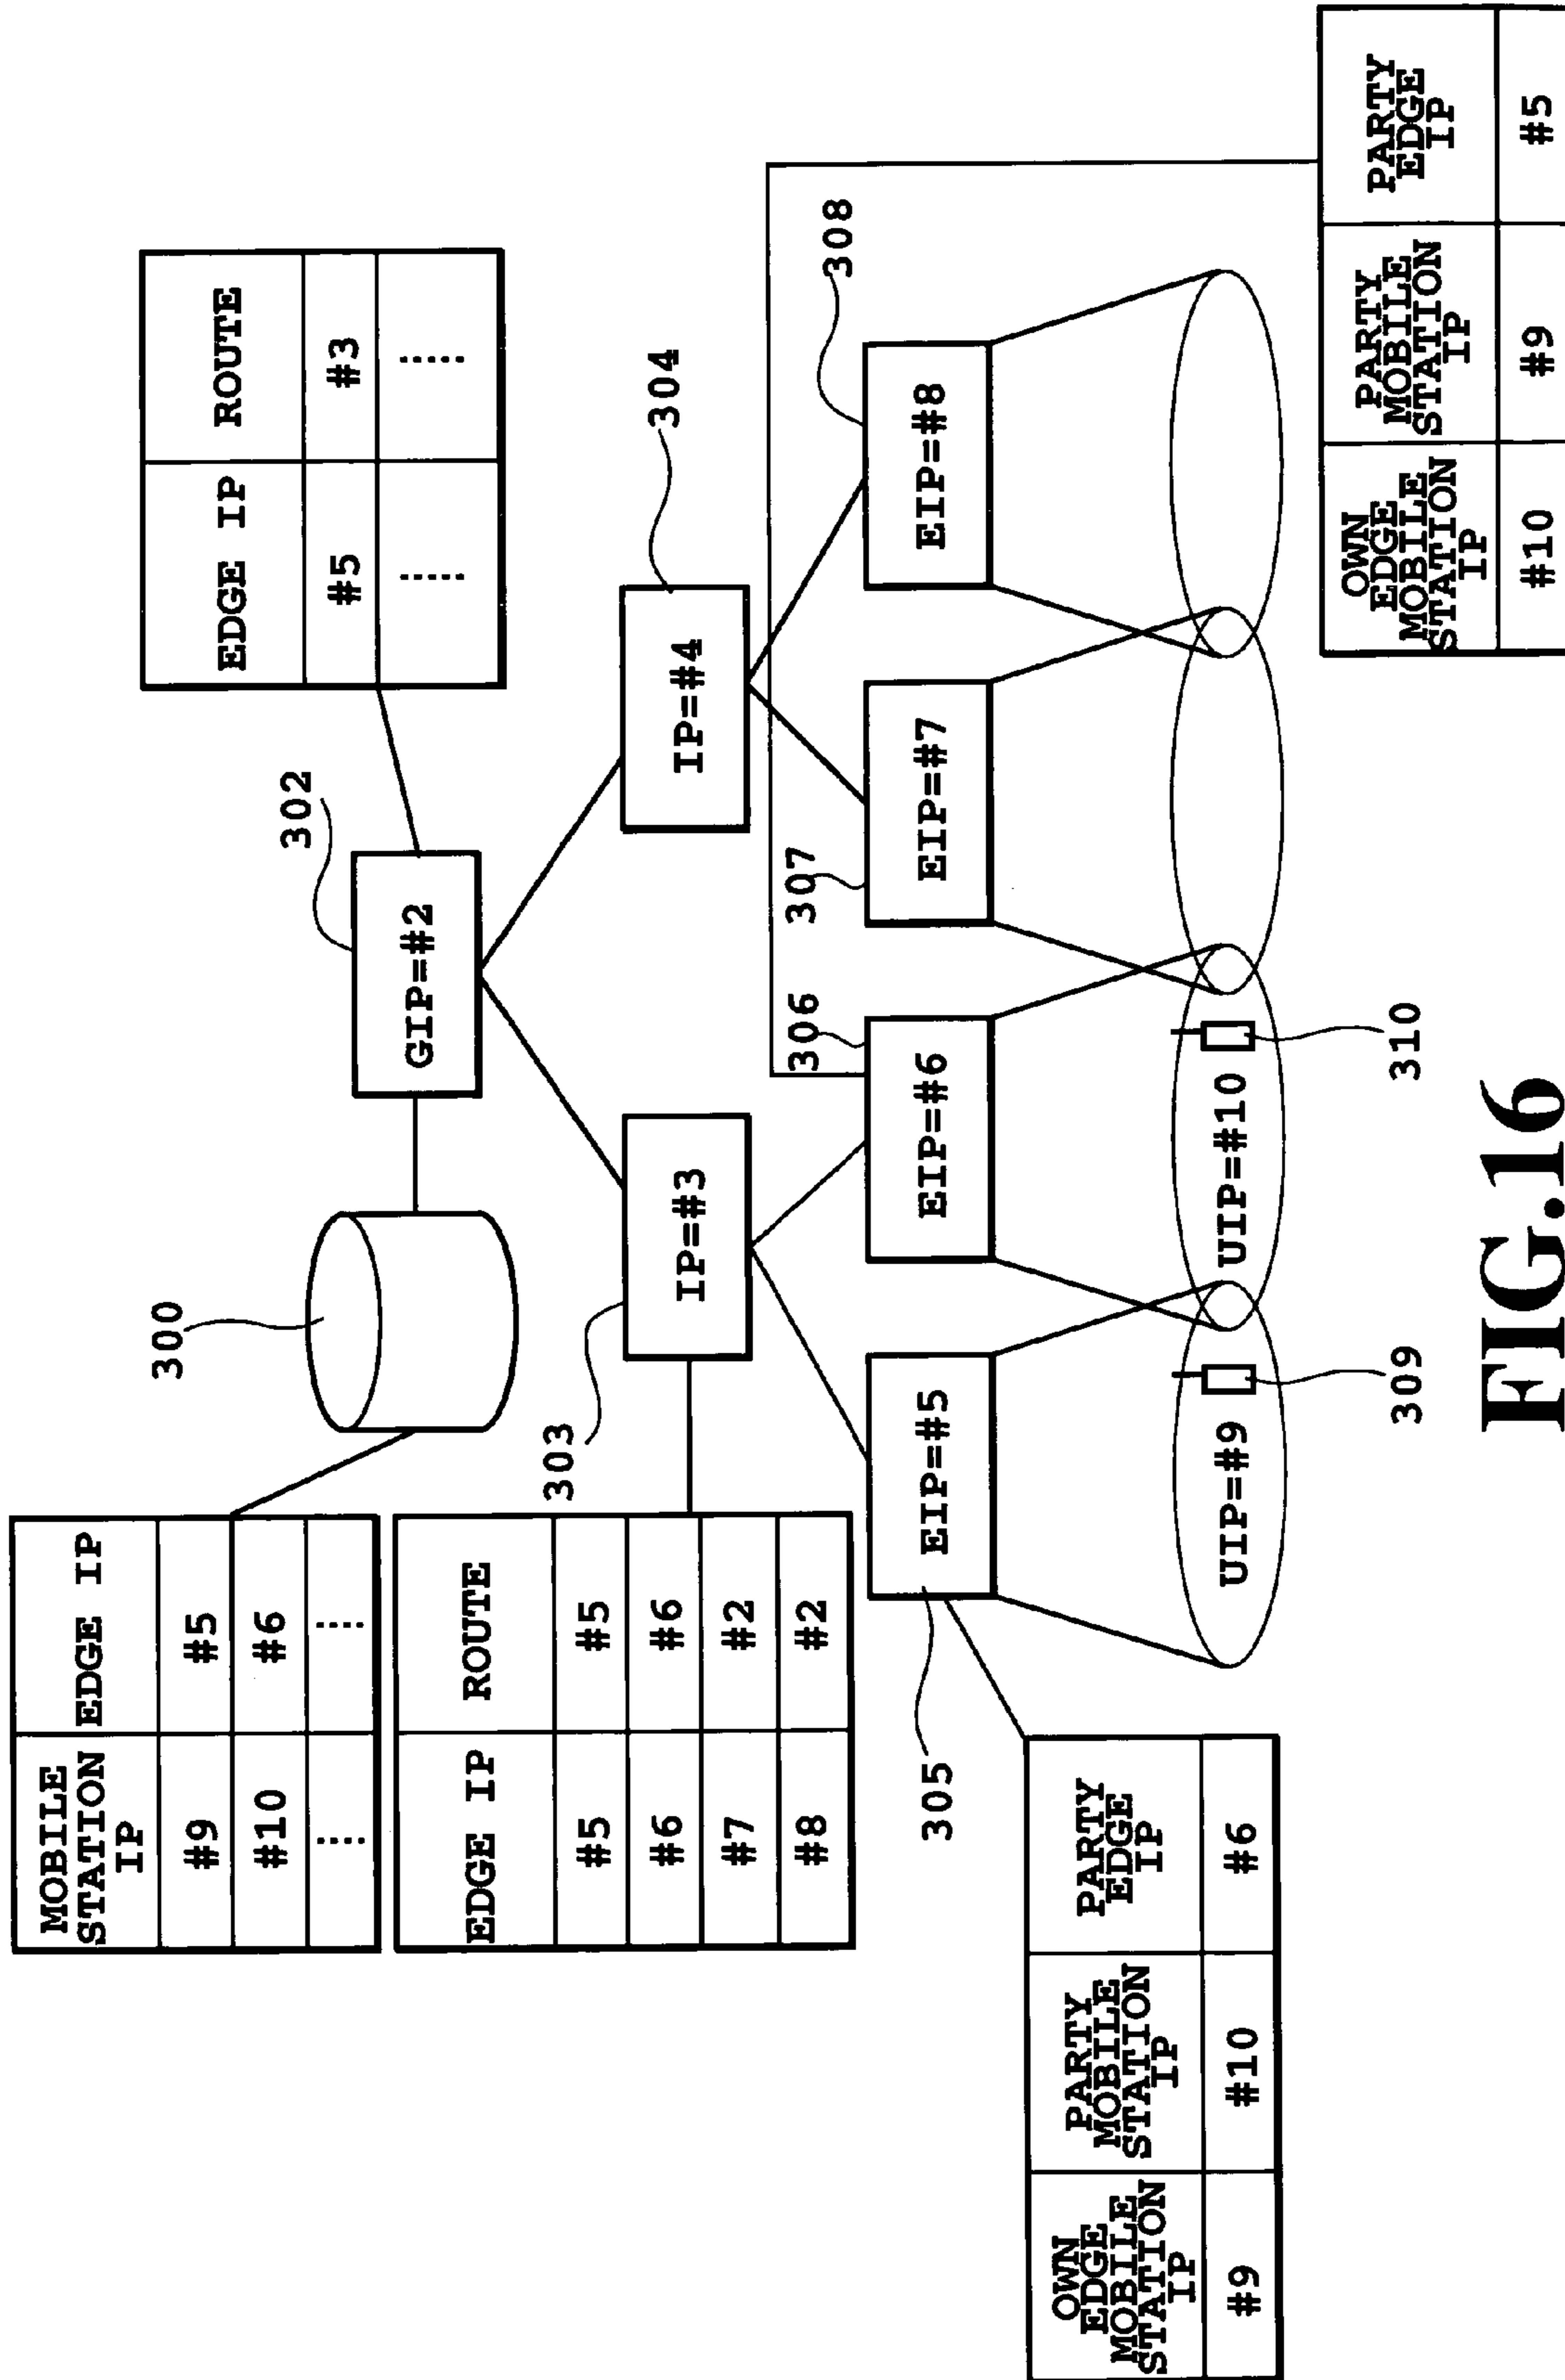 MOBILE
STATION
IP
EDGE IP
#9
#5
#10
#6
.....
.....
EDGE IP
ROUTE
#5
#5
#6
#6
#7
#2
#8
#2
300
302
GIP=#2
EDGE IP
ROUTE
#5
#3
.....
.....
303
IP=#3
304
IP=#4
305
EIP=#5
306
EIP=#6
307
EIP=#7
308
EIP=#8
UIP=#9
309
UIP=#10
310
OWN
EDGE
MOBILE
STATION
IP
PARTY
MOBILE
STATION
IP
PARTY
EDGE
IP
#9
#10
#6
OWN
EDGE
MOBILE
STATION
IP
PARTY
MOBILE
STATION
IP
PARTY
EDGE
IP
#10
#9
#5
FIG.16